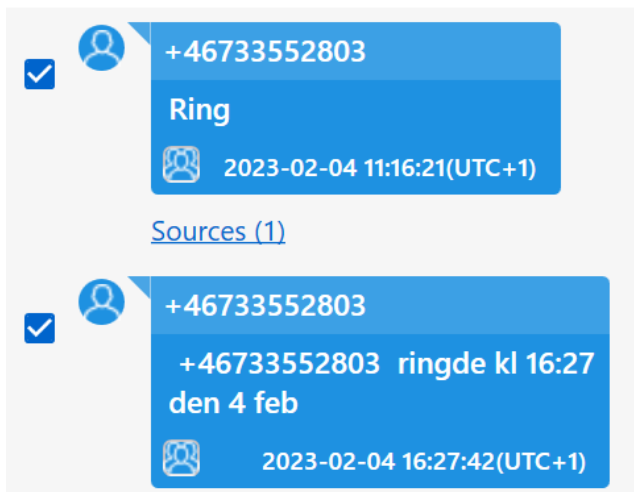 +46733552803
Ring
2023-02-04 11:16:21(UTC+1)
Sources (1)
+46733552803
+46733552803 ringde kl 16:27
den 4 feb
2023-02-04 16:27:42(UTC+1)